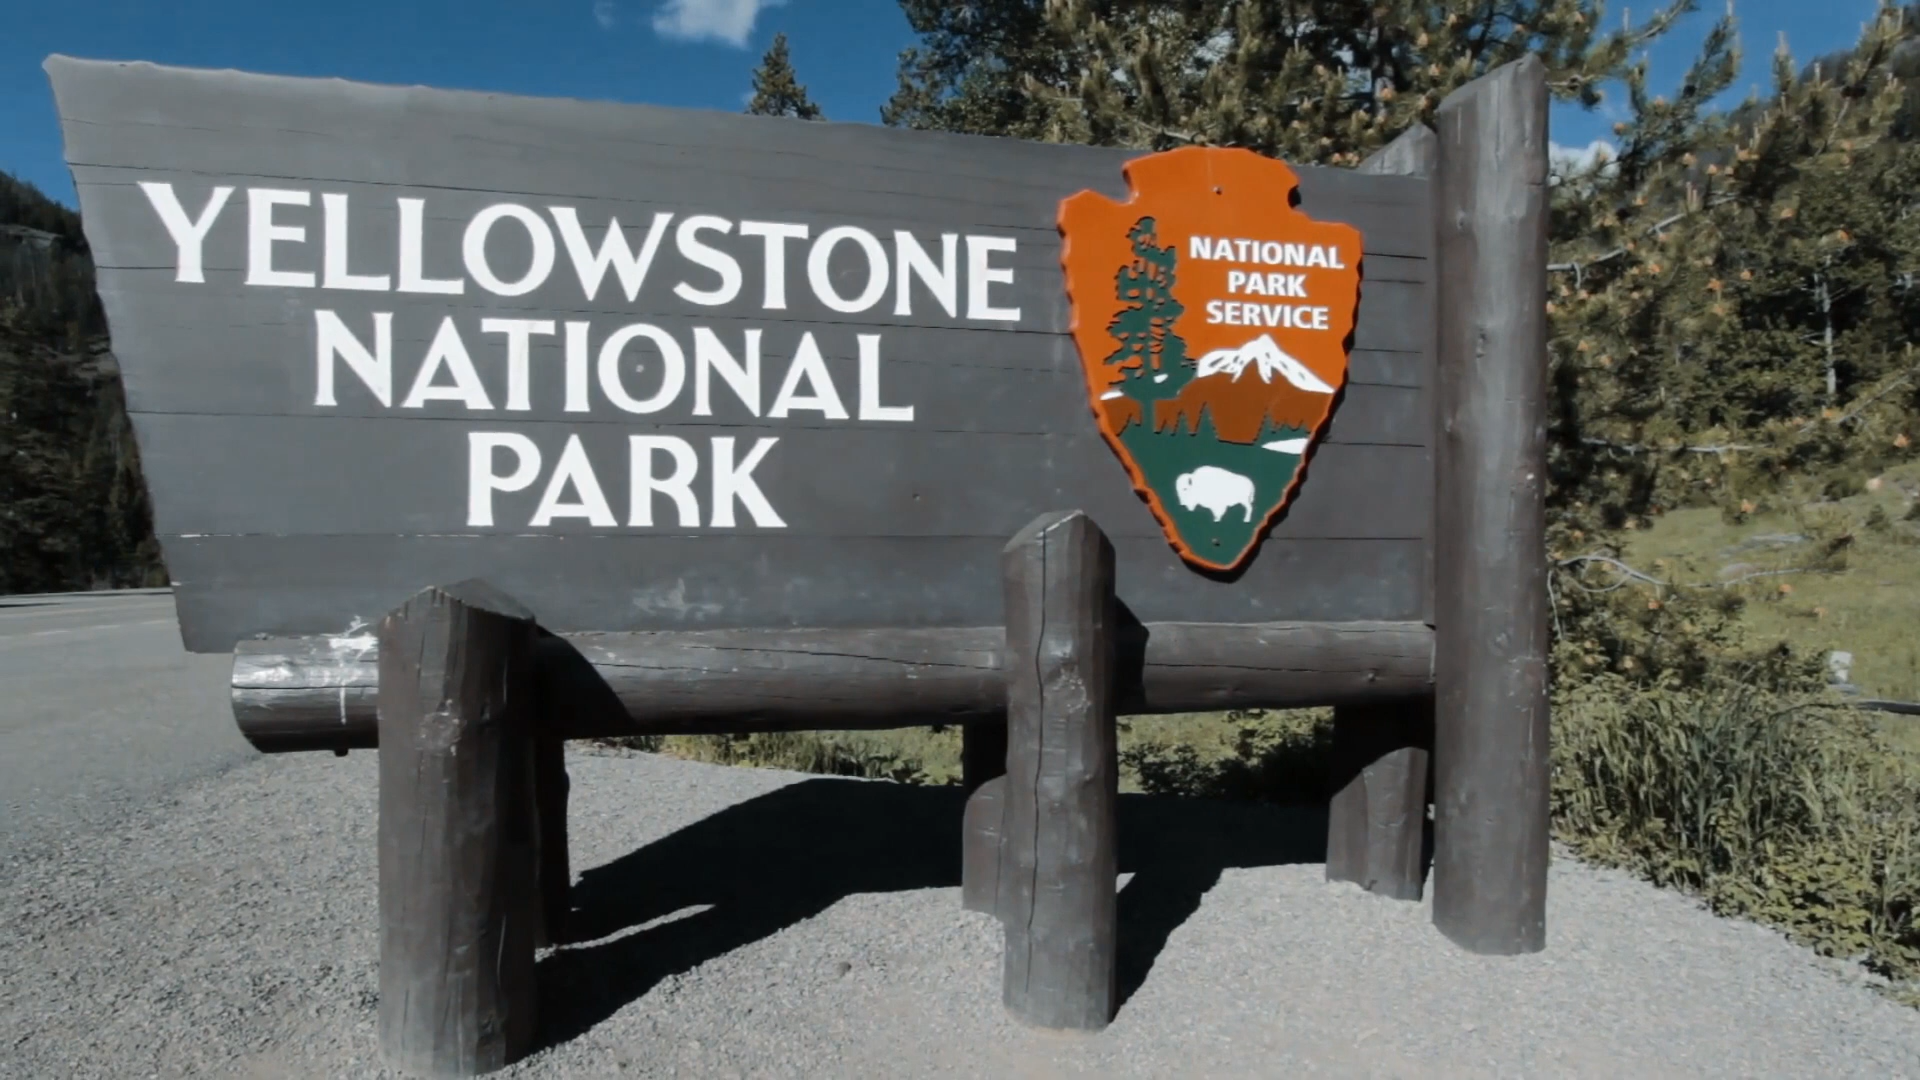 YELLOWSTONE
NATIONAL
PARK
NATIONAL
PARK
SERVICE